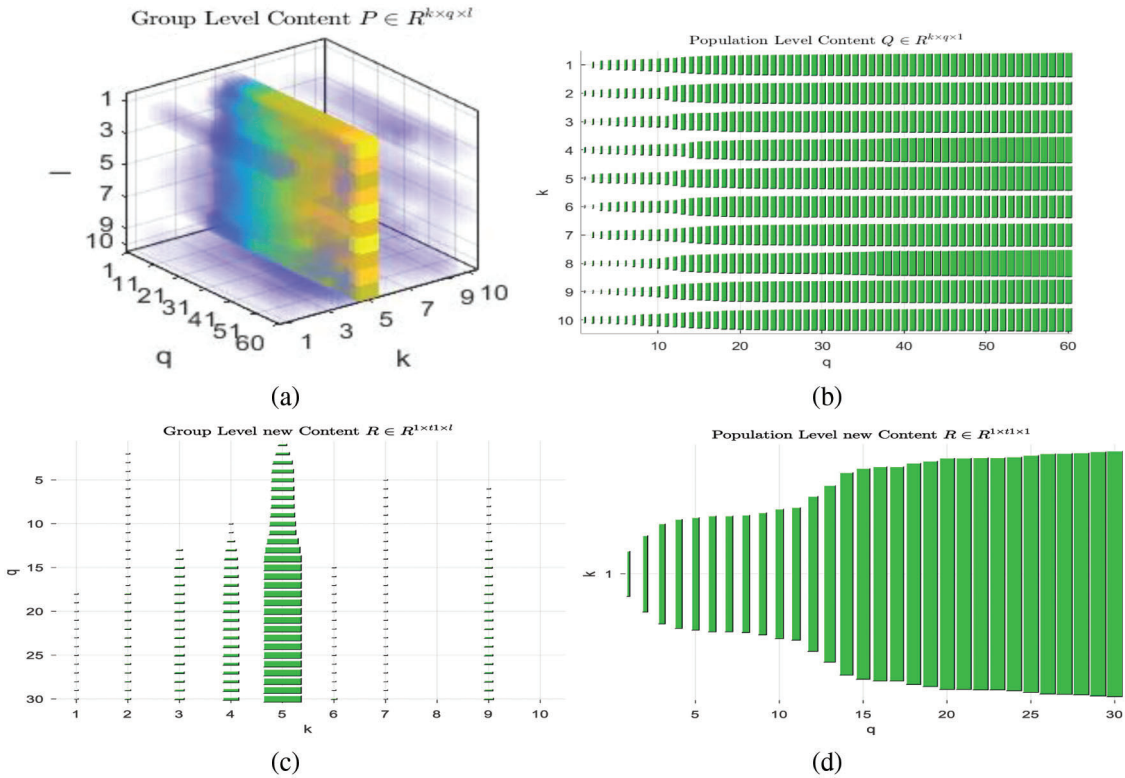 Group Level Content P ∈ R^{k×q×l}
1
3
5
7
9
10
l
1
11
21
31
41
51
60
q
1
3
5
7
9
10
k
(a)
Population Level Content Q ∈ R^{k×q×1}
1
2
3
4
5
6
7
8
9
10
k
10 20 30 40 50 60
q
(b)
Group Level new Content R ∈ R^{1×t1×l}
5
10
15
20
25
30
q
1 2 3 4 5 6 7 8 9 10
k
(c)
Population Level new Content R ∈ R^{1×t1×1}
k 1
5 10 15 20 25 30
q
(d)